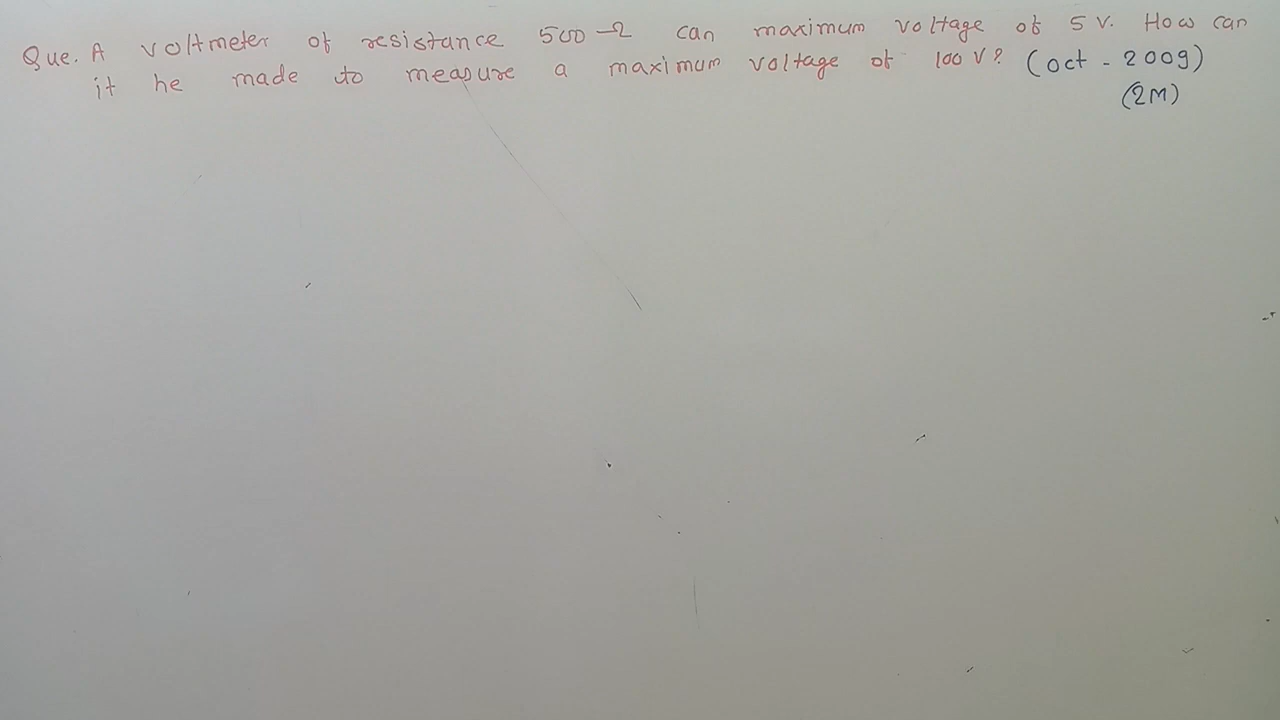 Que. A voltmeter of resistance 500 Ω can maximum voltage of 5 V. How can
it he made to measure a maximum voltage of 100 V? (oct - 2009)
(2M)